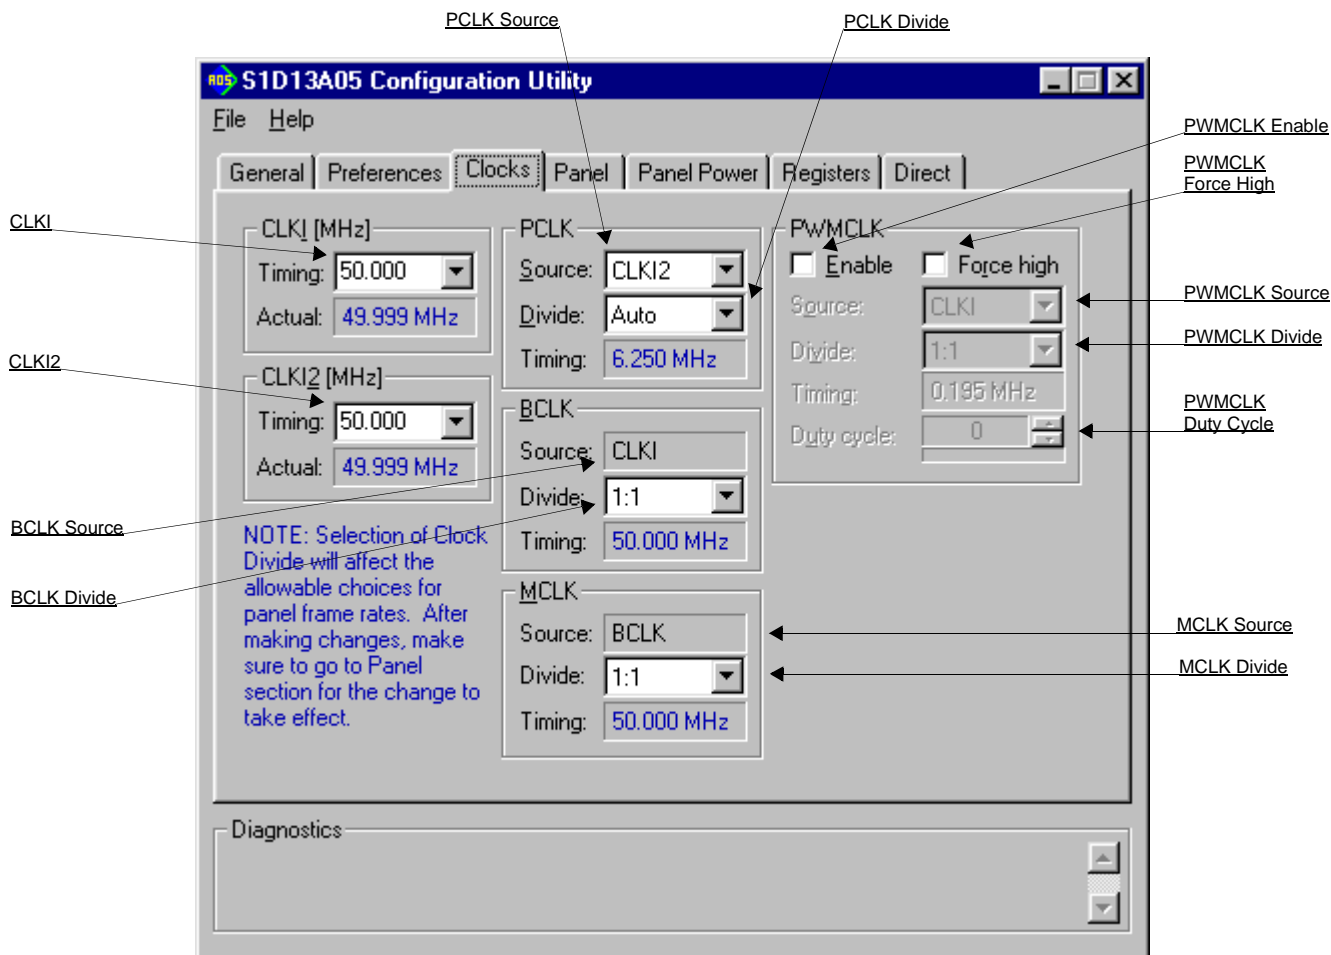 PCLK Source
PCLK Divide
S1D13A05 Configuration Utility
File Help
PWMCLK Enable
PWMCLK
Force High
General Preferences Clocks Panel Panel Power Registers Direct
CLKI
CLKI [MHz]
Timing: 50.000
Actual: 49.999 MHz
CLKI2
CLKI2 [MHz]
Timing: 50.000
Actual: 49.999 MHz
NOTE: Selection of Clock
Divide will affect the
allowable choices for
panel frame rates. After
making changes, make
sure to go to Panel
section for the change to
take effect.
PCLK
Source: CLKI2
Divide: Auto
Timing: 6.250 MHz
BCLK
Source: CLKI
Divide: 1:1
Timing: 50.000 MHz
BCLK Source
BCLK Divide
MCLK
Source: BCLK
Divide: 1:1
Timing: 50.000 MHz
PWMCLK
Enable Force high
Source: CLKI
Divide: 1:1
Timing: 0.195 MHz
Duty cycle: 0
PWMCLK Source
PWMCLK Divide
PWMCLK
Duty Cycle
MCLK Source
MCLK Divide
Diagnostics